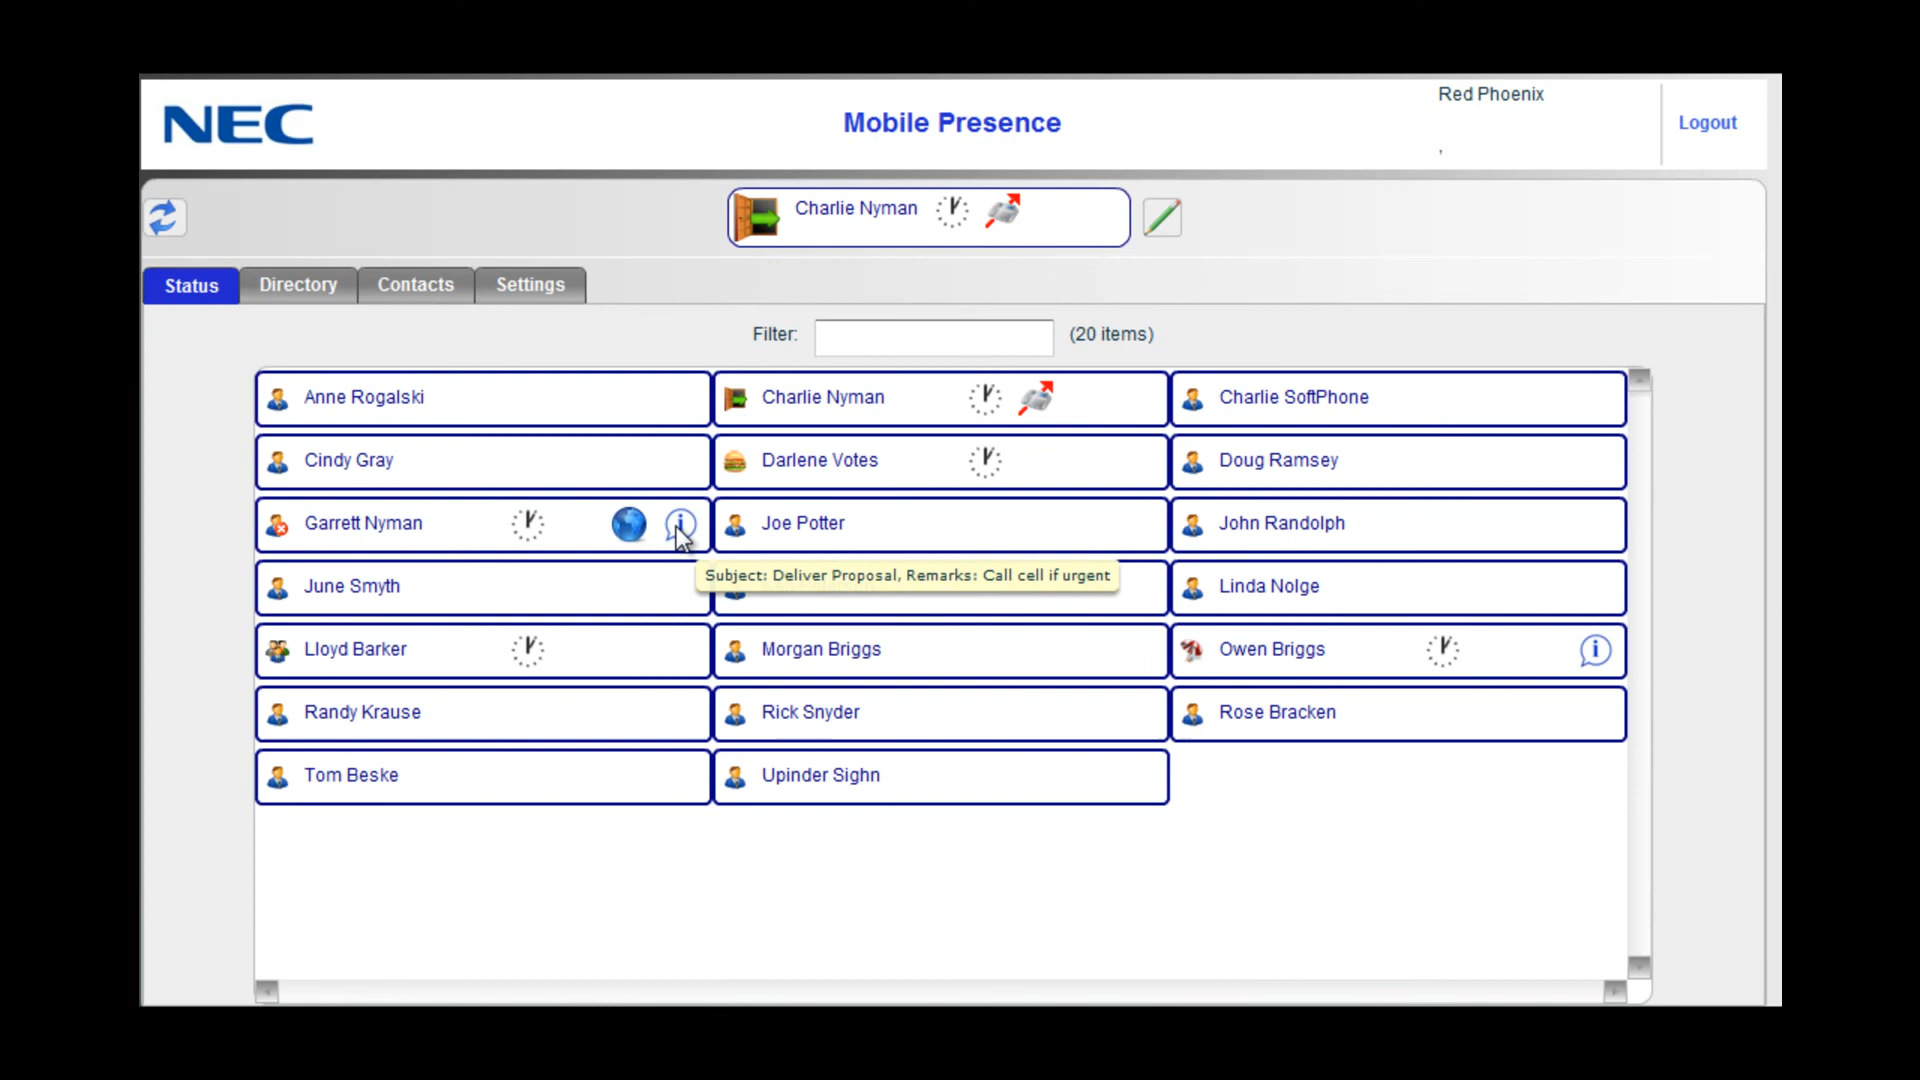 NEC
Mobile Presence
Red Phoenix
,
Logout
Charlie Nyman
Status Directory Contacts Settings
Filter: (20 items)
Anne Rogalski Charlie Nyman Charlie SoftPhone
Cindy Gray Darlene Votes Doug Ramsey
Garrett Nyman Joe Potter John Randolph
Subject: Deliver Proposal, Remarks: Call cell if urgent
June Smyth Linda Nolge
Lloyd Barker Morgan Briggs Owen Briggs
Randy Krause Rick Snyder Rose Bracken
Tom Beske Upinder Sighn